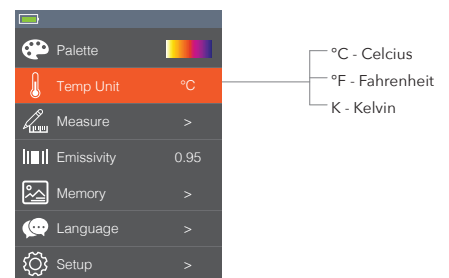 Palette
Temp Unit °C
Measure >
Emissivity 0.95
Memory >
Language >
Setup >
°C - Celcius
°F - Fahrenheit
K - Kelvin